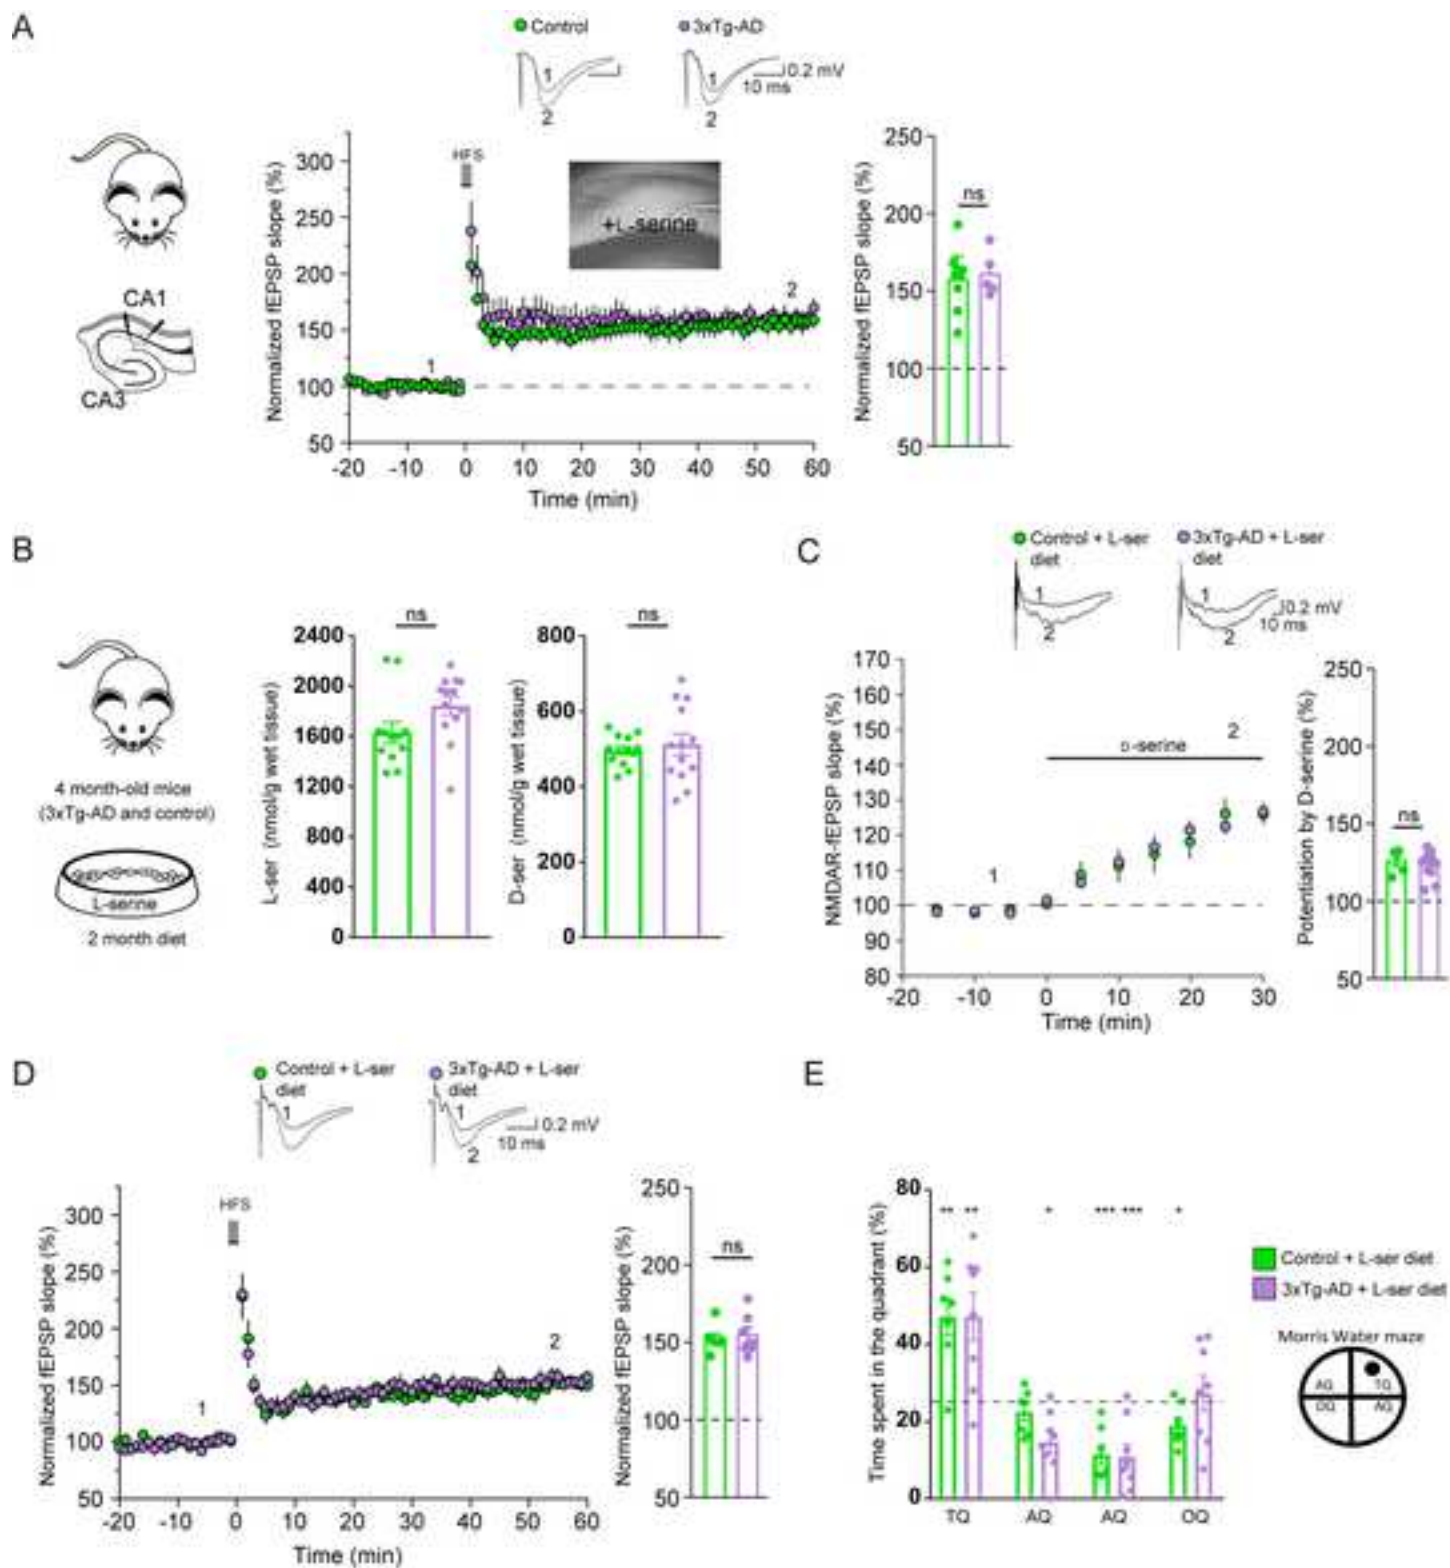 A
Control
3xTg-AD
1
2
1
2
0.2 mV
10 ms
CA1
CA3
Normalized fEPSP slope (%)
300
250
200
150
100
50
HFS
+L-serine
1
2
-20 -10 0 10 20 30 40 50 60
Time (min)
Normalized fEPSP slope (%)
250
200
150
100
50
ns
B
4 month-old mice
(3xTg-AD and control)
L-serine
2 month diet
L-ser (nmol/g wet tissue)
2400
2000
1600
1200
800
400
0
ns
D-ser (nmol/g wet tissue)
800
600
400
200
0
ns
C
Control + L-ser
diet
3xTg-AD + L-ser
diet
1
2
1
2
0.2 mV
10 ms
NMDAR-fEPSP slope (%)
170
160
150
140
130
120
110
100
90
80
D-serine
1
2
-20 -10 0 10 20 30
Time (min)
Potentiation by D-serine (%)
250
200
150
100
50
ns
D
Control + L-ser
diet
3xTg-AD + L-ser
diet
1
1
2
0.2 mV
10 ms
Normalized fEPSP slope (%)
300
250
200
150
100
50
HFS
1
2
-20 -10 0 10 20 30 40 50 60
Time (min)
Normalized fEPSP slope (%)
250
200
150
100
50
ns
E
Time spent in the quadrant (%)
80
60
40
20
0
** ** * *** *** *
TQ AQ AQ OQ
Control + L-ser diet
3xTg-AD + L-ser diet
Morris Water maze
AQ TQ
OQ AQ